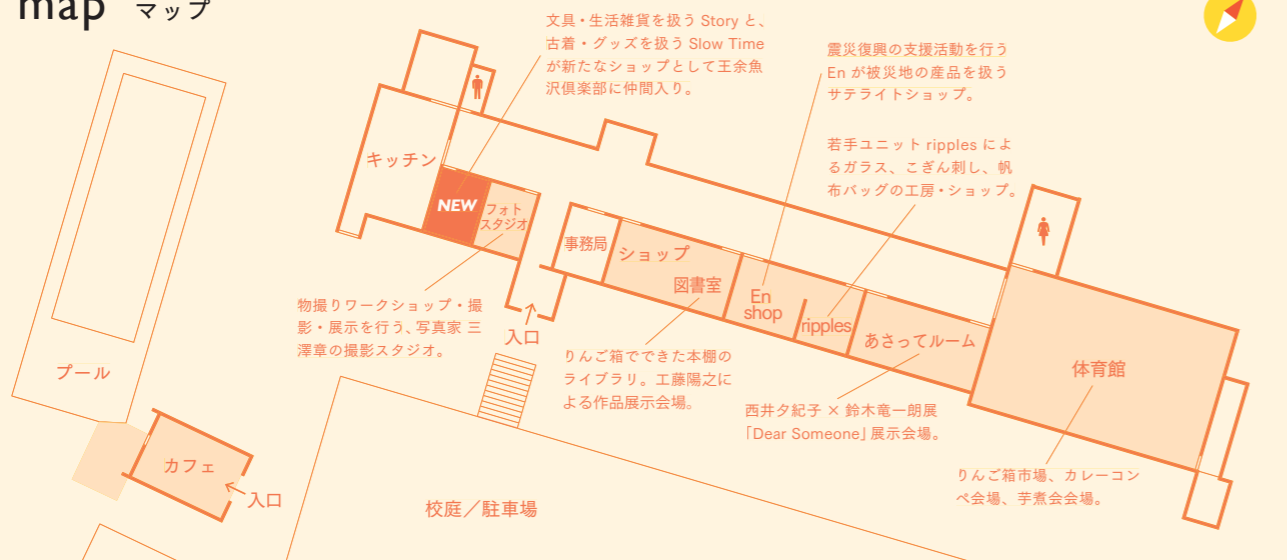 map マップ
文具・生活雑貨を扱う Story と、
古着・グッズを扱う Slow Time
が新たなショップとして王余魚
沢倶楽部に仲間入り。
震災復興の支援活動を行う
En が被災地の産品を扱う
サテライトショップ。
若手ユニット ripples によ
るガラス、こぎん刺し、帆
布バッグの工房・ショップ。
キッチン
NEW
フォト
スタジオ
事務局
ショップ
図書室
En
shop
ripples
あさってルーム
体育館
物撮りワークショップ・撮
影・展示を行う、写真家 三
澤章の撮影スタジオ。
入口
りんご箱でできた本棚の
ライブラリ。工藤陽之に
よる作品展示会場。
西井夕紀子 × 鈴木竜一朗展
「Dear Someone」展示会場。
りんご箱市場、カレーコン
ペ会場、芋煮会会場。
プール
カフェ
入口
校庭／駐車場